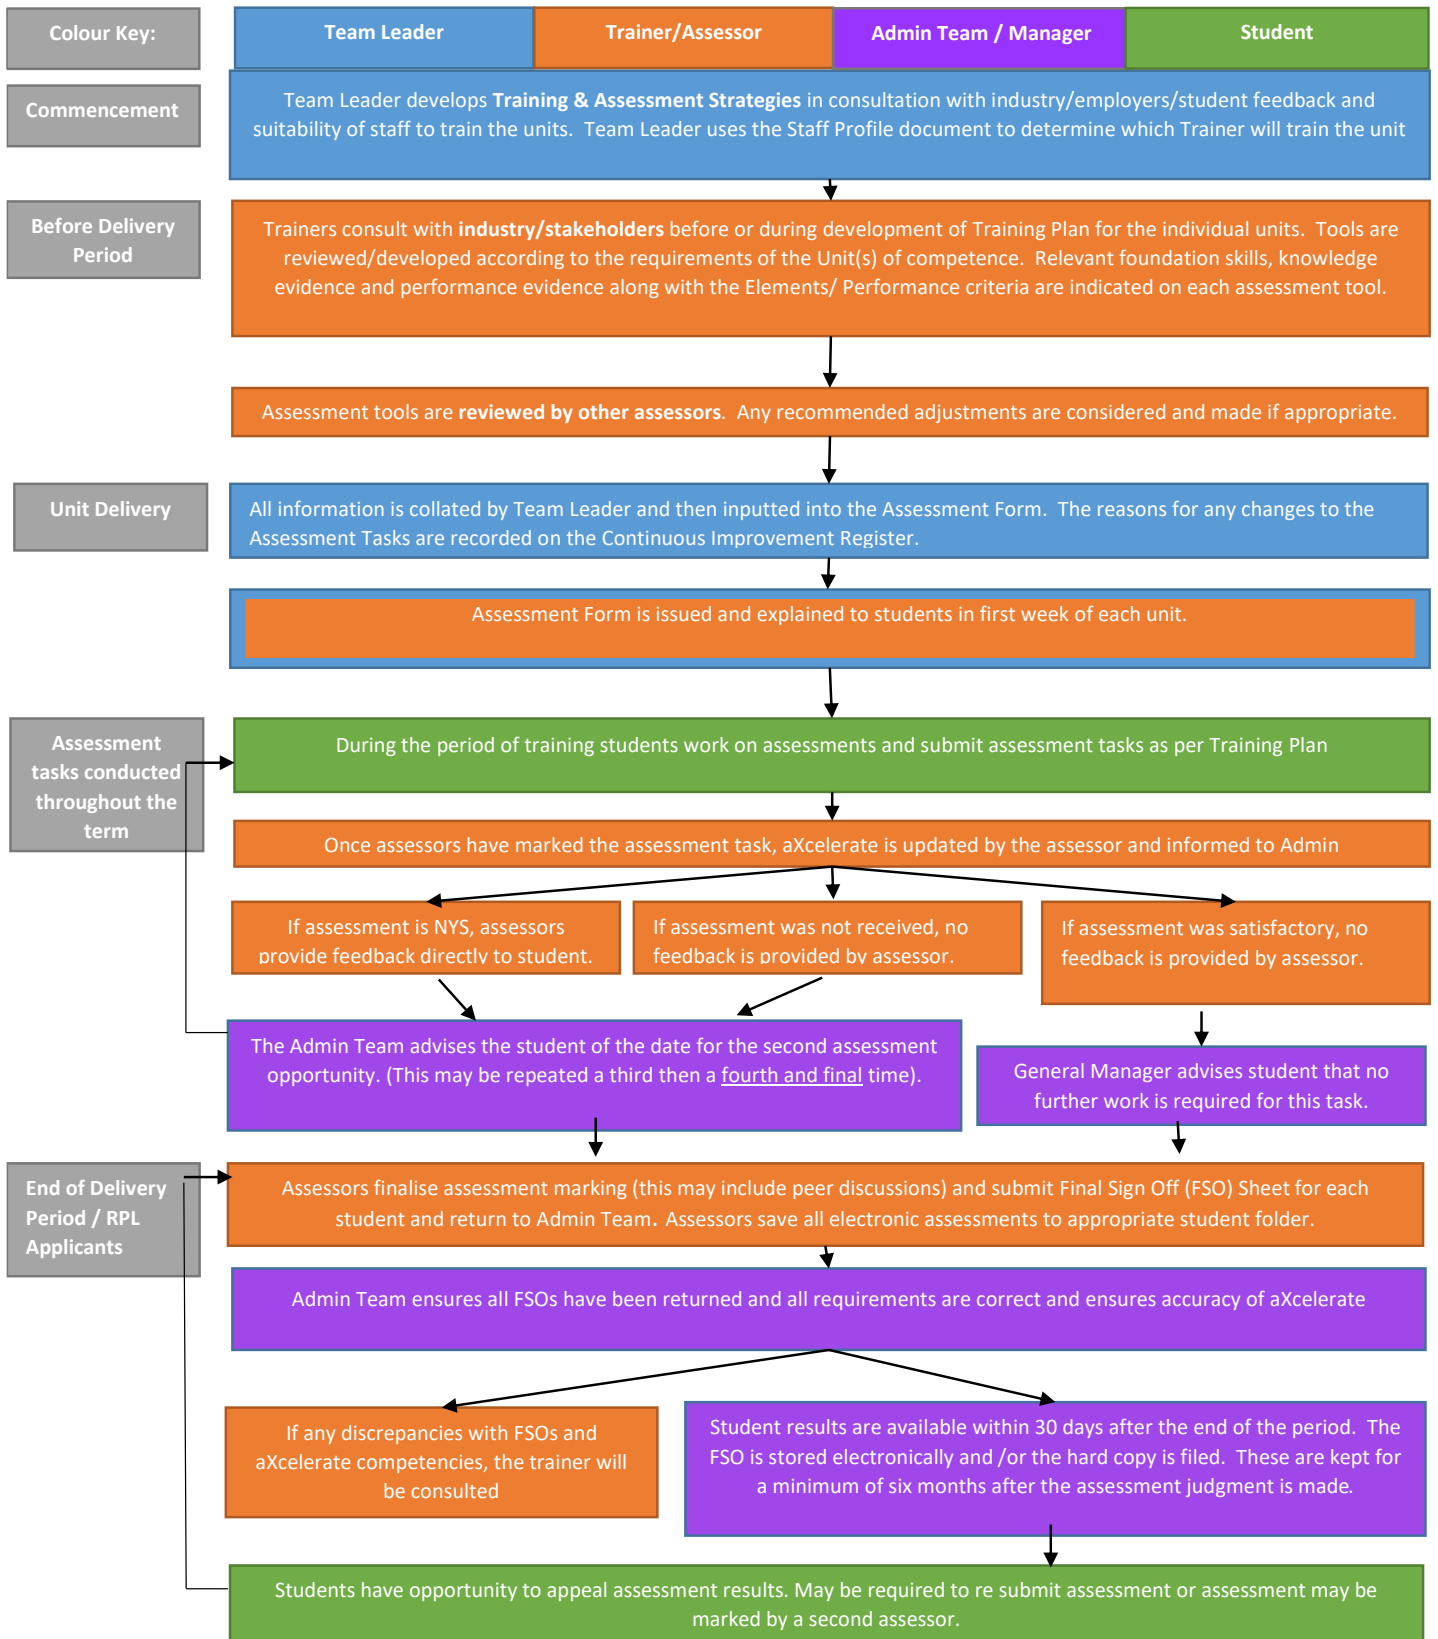 Colour Key:
Team Leader
Trainer/Assessor
Admin Team / Manager
Student
Commencement
Team Leader develops Training & Assessment Strategies in consultation with industry/employers/student feedback and
suitability of staff to train the units. Team Leader uses the Staff Profile document to determine which Trainer will train the unit
Before Delivery
Period
Trainers consult with industry/stakeholders before or during development of Training Plan for the individual units. Tools are
reviewed/developed according to the requirements of the Unit(s) of competence. Relevant foundation skills, knowledge
evidence and performance evidence along with the Elements/ Performance criteria are indicated on each assessment tool.
Assessment tools are reviewed by other assessors. Any recommended adjustments are considered and made if appropriate.
Unit Delivery
All information is collated by Team Leader and then inputted into the Assessment Form. The reasons for any changes to the
Assessment Tasks are recorded on the Continuous Improvement Register.
Assessment Form is issued and explained to students in first week of each unit.
Assessment
tasks conducted
throughout the
term
During the period of training students work on assessments and submit assessment tasks as per Training Plan
Once assessors have marked the assessment task, aXcelerate is updated by the assessor and informed to Admin
If assessment is NYS, assessors
provide feedback directly to student.
If assessment was not received, no
feedback is provided by assessor.
If assessment was satisfactory, no
feedback is provided by assessor.
The Admin Team advises the student of the date for the second assessment
opportunity. (This may be repeated a third then a fourth and final time).
General Manager advises student that no
further work is required for this task.
End of Delivery
Period / RPL
Applicants
Assessors finalise assessment marking (this may include peer discussions) and submit Final Sign Off (FSO) Sheet for each
student and return to Admin Team. Assessors save all electronic assessments to appropriate student folder.
Admin Team ensures all FSOs have been returned and all requirements are correct and ensures accuracy of aXcelerate
If any discrepancies with FSOs and
aXcelerate competencies, the trainer will
be consulted
Student results are available within 30 days after the end of the period. The
FSO is stored electronically and /or the hard copy is filed. These are kept for
a minimum of six months after the assessment judgment is made.
Students have opportunity to appeal assessment results. May be required to re submit assessment or assessment may be
marked by a second assessor.